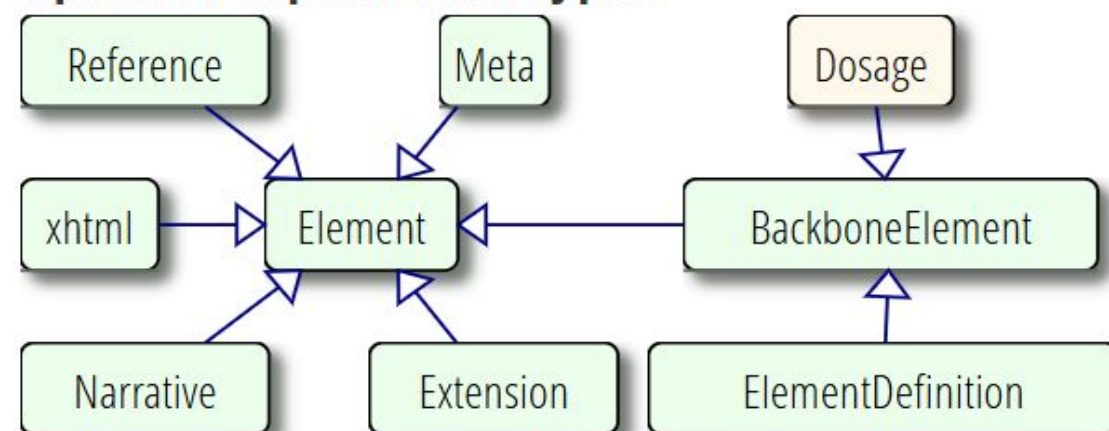 Reference
Meta
Dosage
xhtml
Element
BackboneElement
Narrative
Extension
ElementDefinition